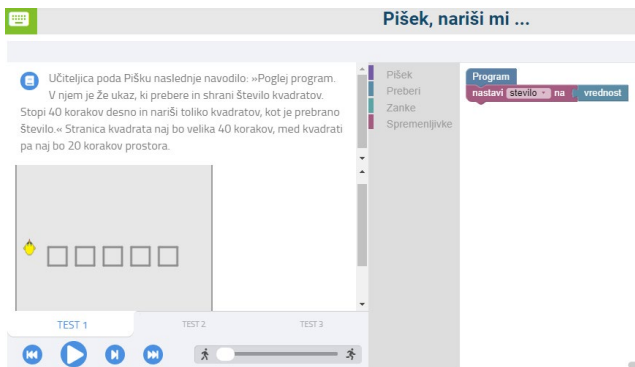 Pišek, nariši mi ...
Učiteljica poda Pišku naslednje navodilo: »Poglej program.
V njem je že ukaz, ki prebere in shrani število kvadratov.
Stopi 40 korakov desno in nariši toliko kvadratov, kot je prebrano
število.« Stranica kvadrata naj bo velika 40 korakov, med kvadrati
pa naj bo 20 korakov prostora.
Pišek
Preberi
Zanke
Spremenljivke
Program
nastavi stevilo na vrednost
TEST 1
TEST 2
TEST 3